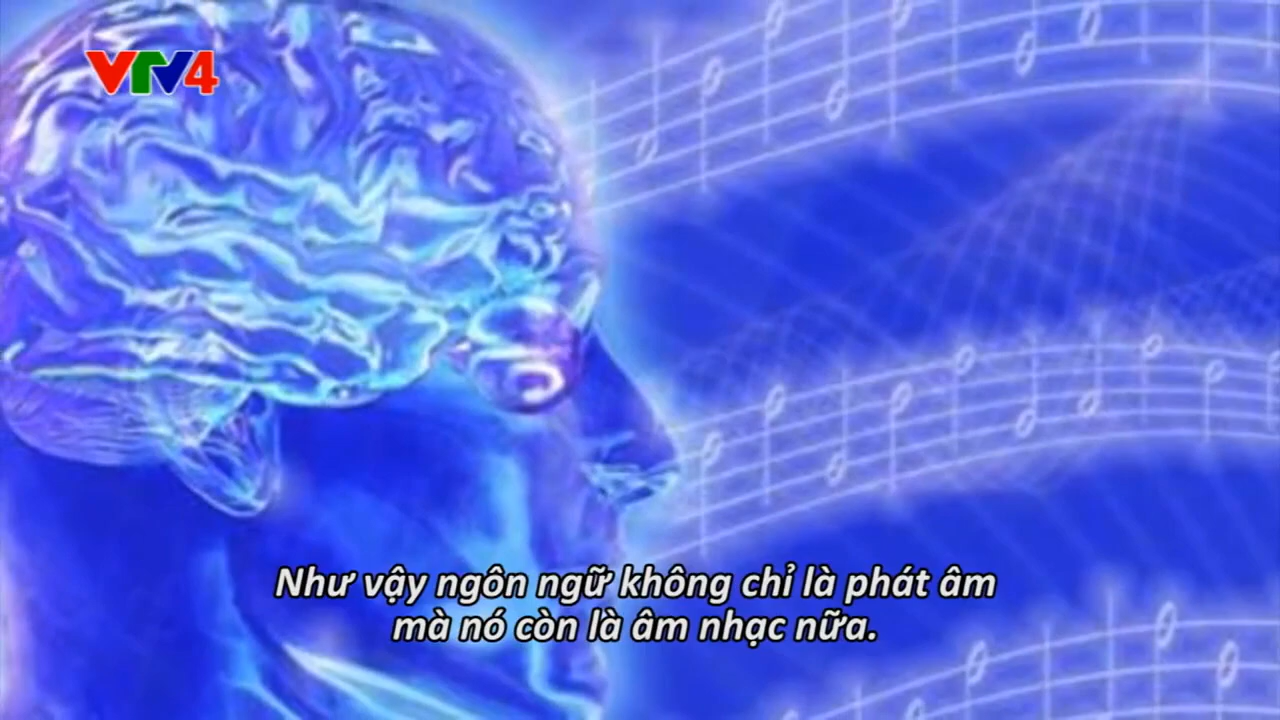 VTV4
Như vậy ngôn ngữ không chỉ là phát âm
mà nó còn là âm nhạc nữa.